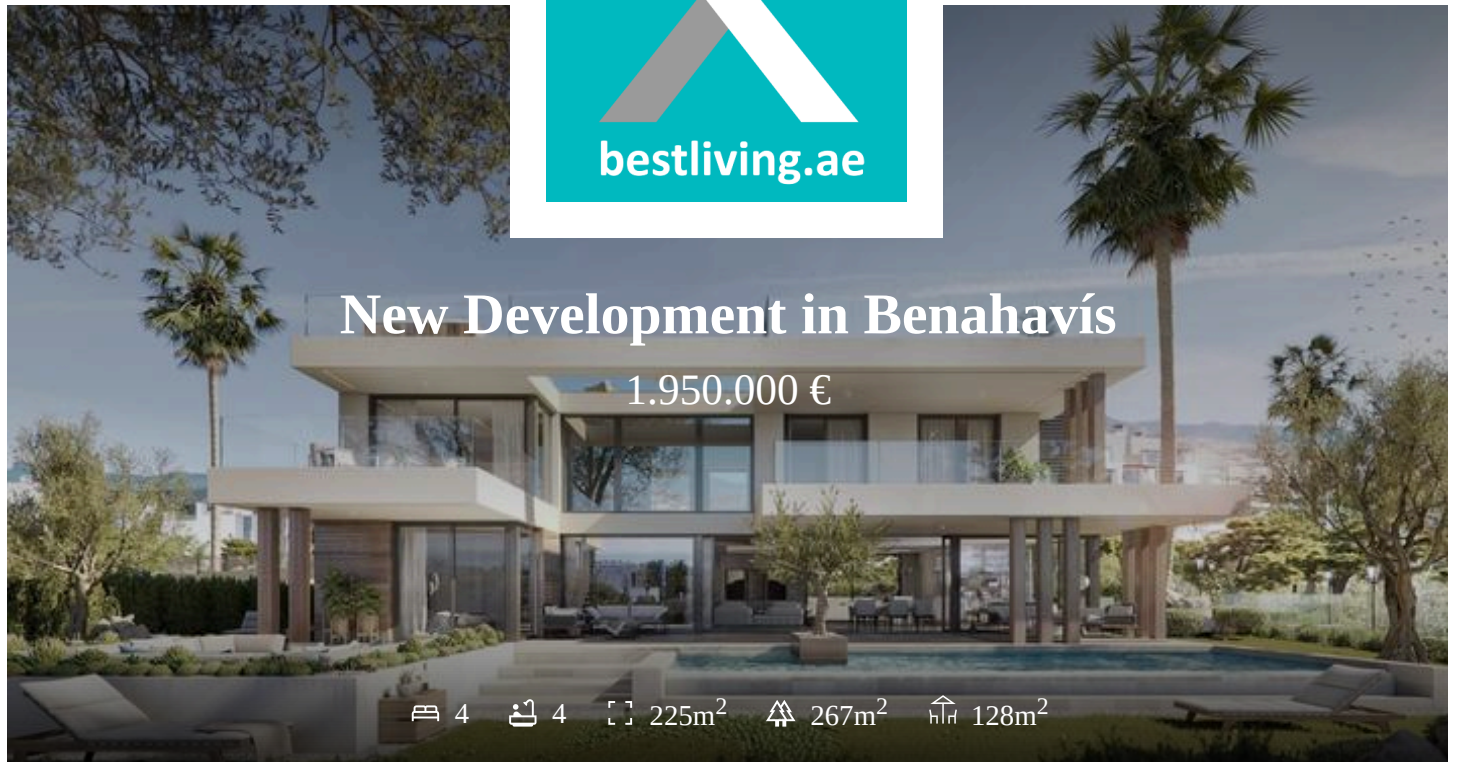 bestliving.ae
New Development in Benahavís
1.950.000 €
4 4 225m² 267m² 128m²